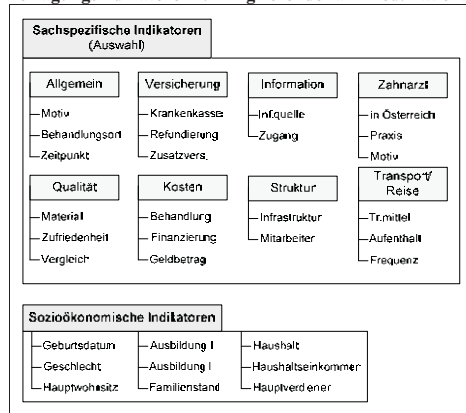 Sachspezifische Indikatoren
(Auswahl)
Allgemein
Motiv
Behandlungsort
Zeitpunkt
Versicherung
Krankenkasse
Refundierung
Zusatzvers.
Information
Inf.quelle
Zugang
Zahnarzt
in Österreich
Praxis
Motiv
Qualität
Material
Zufriedenheit
Vergleich
Kosten
Behandlung
Finanzierung
Geldbetrag
Struktur
Infrastruktur
Mitarbeiter
Transport/
Reise
Tr.mittel
Aufenthalt
Frequenz
Sozioökonomische Indikatoren
Geburtsdatum
Geschlecht
Hauptwohnsitz
Ausbildung I
Ausbildung I
Familienstand
Haushalt
Haushaltseinkommen
Hauptverdiener